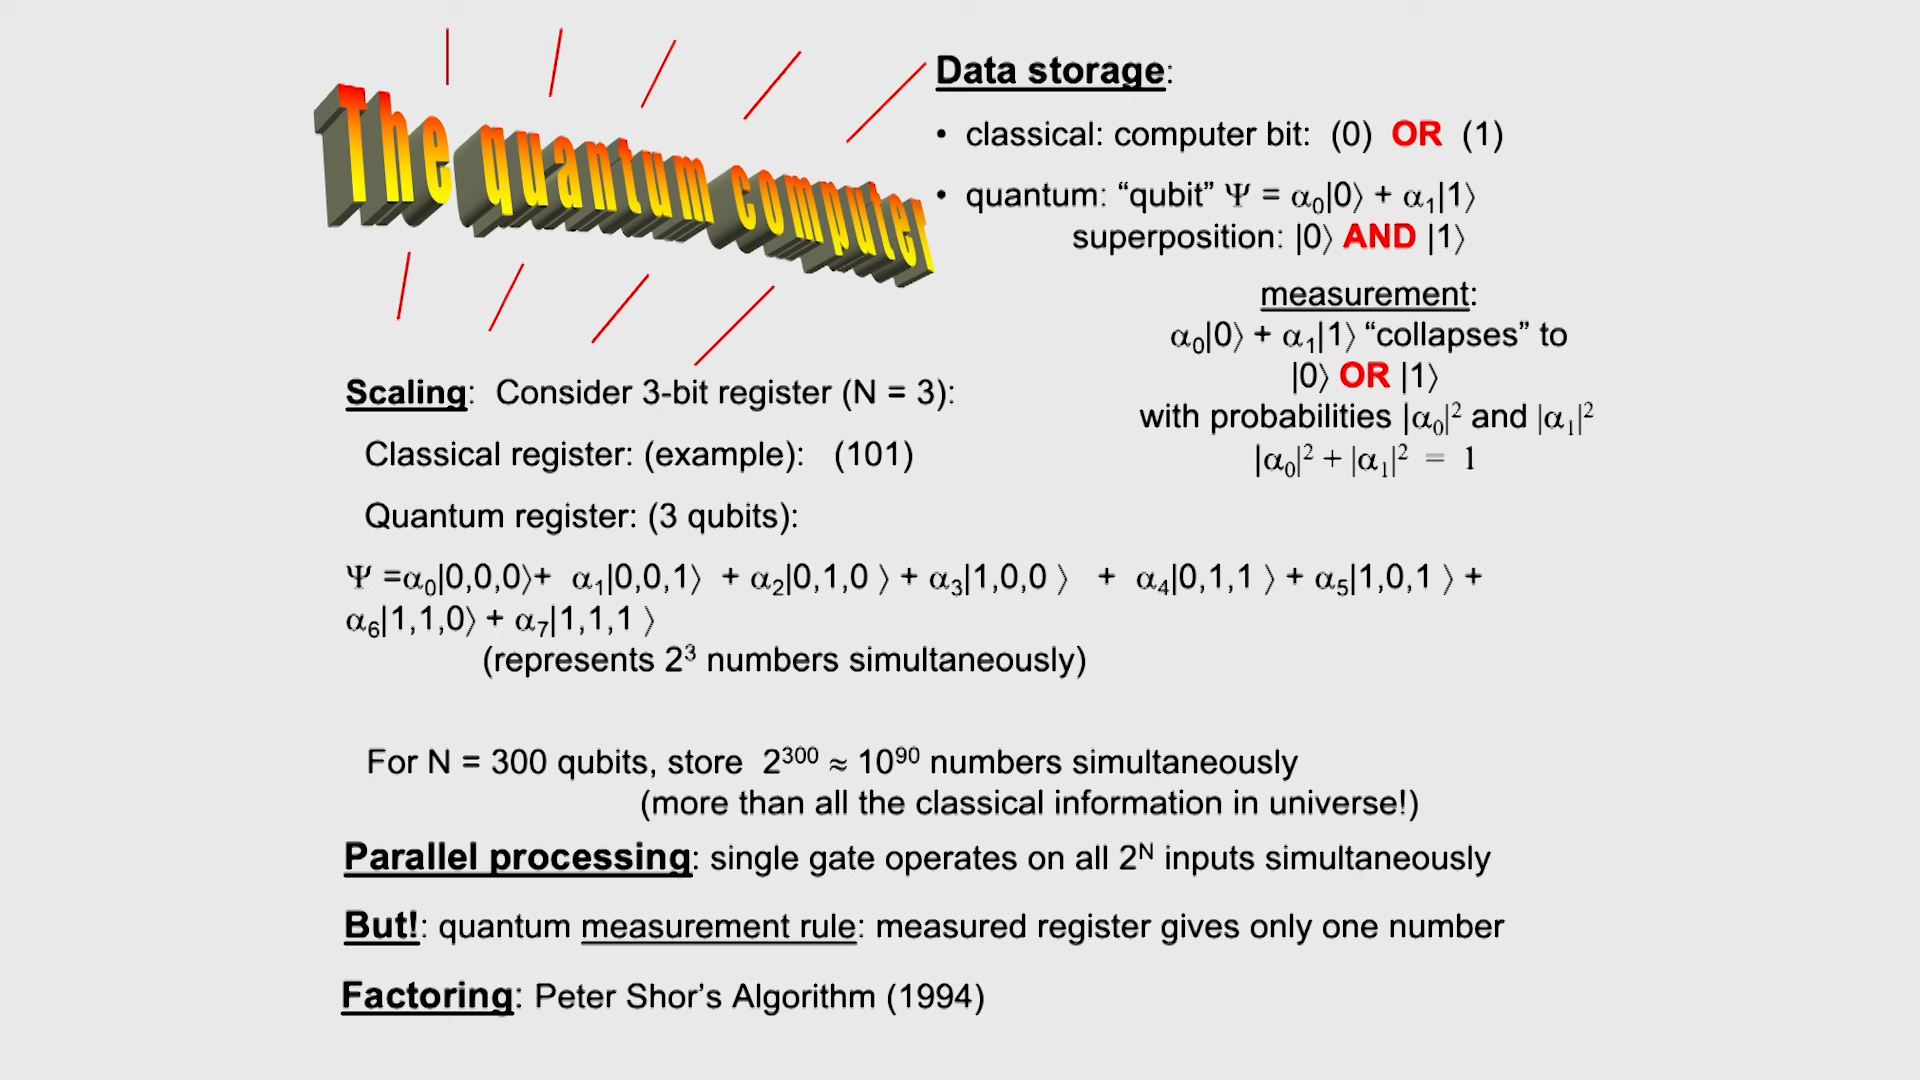 The quantum computer
Data storage:
• classical: computer bit: (0) OR (1)
• quantum: “qubit” Ψ = α₀|0⟩ + α₁|1⟩
superposition: |0⟩ AND |1⟩
measurement:
α₀|0⟩ + α₁|1⟩ “collapses” to
|0⟩ OR |1⟩
with probabilities |α₀|² and |α₁|²
|α₀|² + |α₁|² = 1
Scaling: Consider 3-bit register (N = 3):
Classical register: (example): (101)
Quantum register: (3 qubits):
Ψ =α₀|0,0,0⟩+ α₁|0,0,1⟩ + α₂|0,1,0 ⟩ + α₃|1,0,0 ⟩ + α₄|0,1,1 ⟩ + α₅|1,0,1 ⟩ +
α₆|1,1,0⟩ + α₇|1,1,1 ⟩
(represents 2³ numbers simultaneously)
For N = 300 qubits, store 2³⁰⁰ ≈ 10⁹⁰ numbers simultaneously
(more than all the classical information in universe!)
Parallel processing: single gate operates on all 2ᴺ inputs simultaneously
But!: quantum measurement rule: measured register gives only one number
Factoring: Peter Shor’s Algorithm (1994)